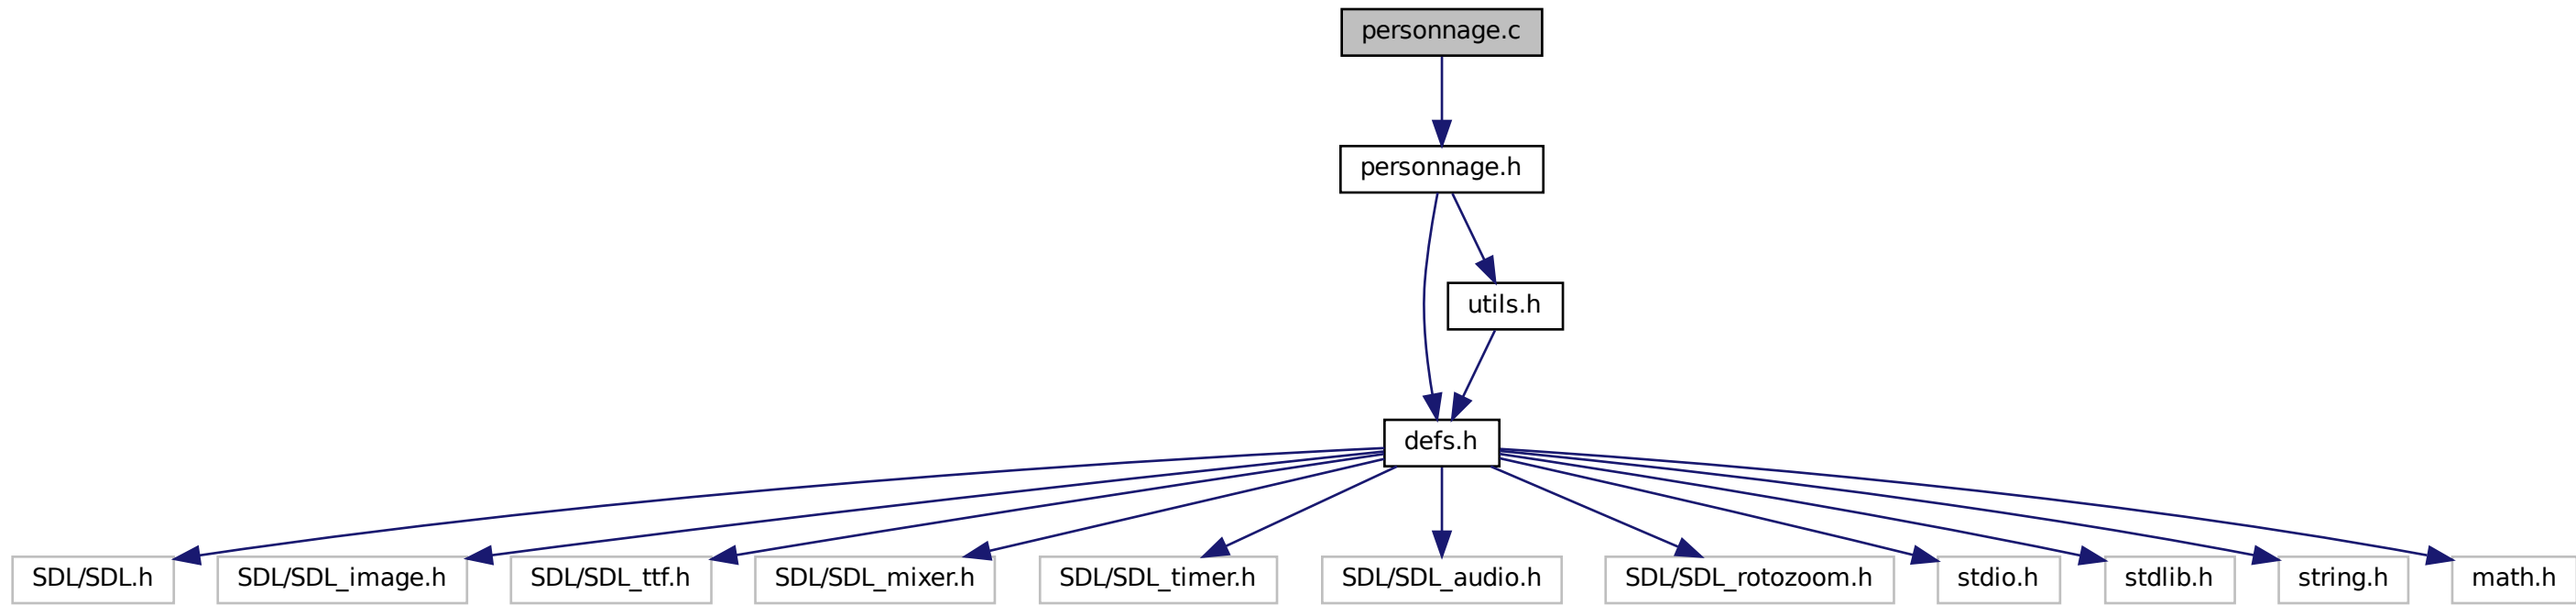 personnage.c
personnage.h
utils.h
defs.h
SDL/SDL.h
SDL/SDL_image.h
SDL/SDL_ttf.h
SDL/SDL_mixer.h
SDL/SDL_timer.h
SDL/SDL_audio.h
SDL/SDL_rotozoom.h
stdio.h
stdlib.h
string.h
math.h